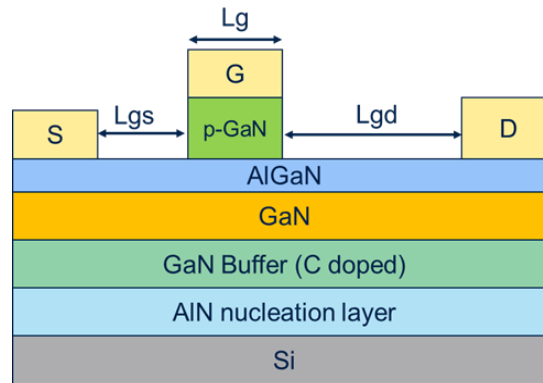 Lg
G
Lgs
Lgd
S
p-GaN
D
AlGaN
GaN
GaN Buffer (C doped)
AlN nucleation layer
Si